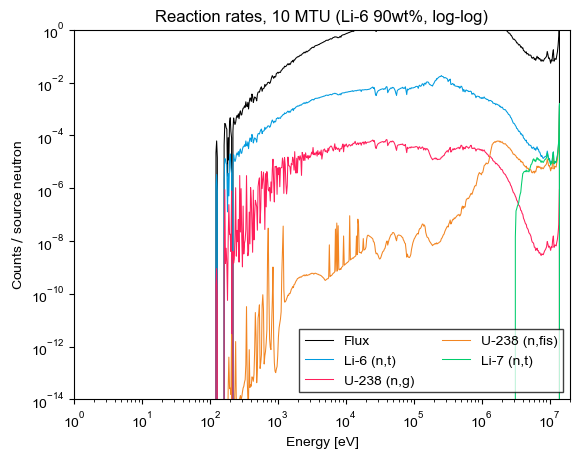 Reaction rates, 10 MTU (Li-6 90wt%, log-log)
Counts / source neutron
10^0
10^−2
10^−4
10^−6
10^−8
10^−10
10^−12
10^−14
Flux
Li-6 (n,t)
U-238 (n,g)
U-238 (n,fis)
Li-7 (n,t)
10^0 10^1 10^2 10^3 10^4 10^5 10^6 10^7
Energy [eV]